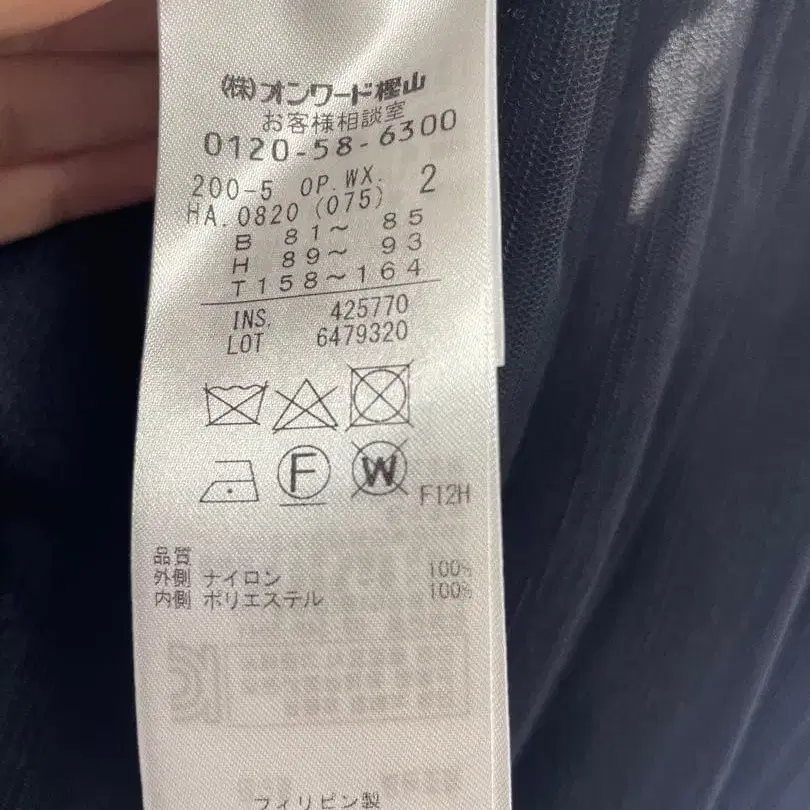 (株)オンワード樫山
お客様相談室
0120-58-6300
200-5 OP.WX. 2
HA.0820 (075)
B 81～ 85
H 89～ 93
T158～164
INS. 425770
LOT 6479320
F W F12H
品質
外側 ナイロン 100%
内側 ポリエステル 100%
フィリピン製